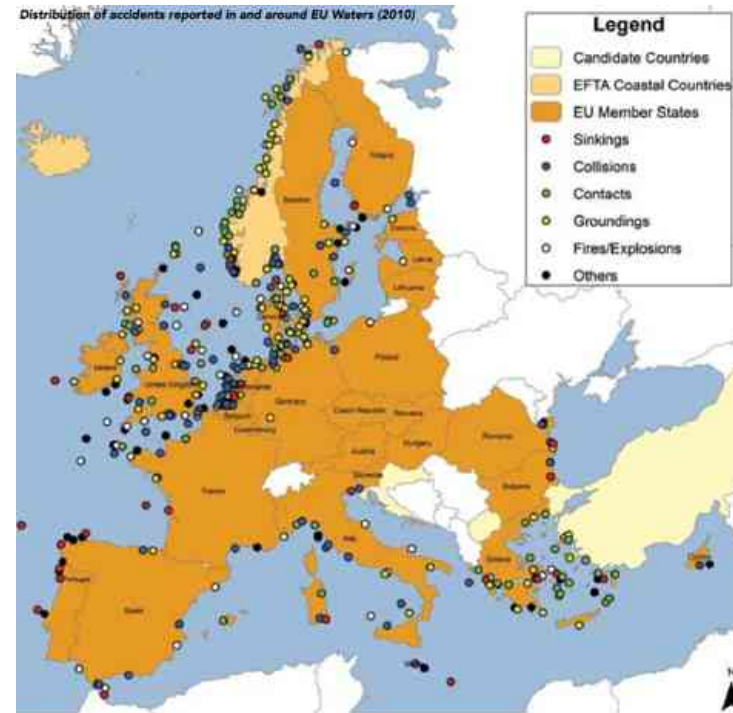 Distribution of accidents reported in and around EU Waters (2010)
Legend
Candidate Countries
EFTA Coastal Countries
EU Member States
Sinkings
Collisions
Contacts
Groundings
Fires/Explosions
Others
Finland
Sweden
Estonia
Latvia
Lithuania
Ireland
United Kingdom
Poland
Germany
Belgium
Luxembourg
Czech Republic
Slovakia
Austria
Hungary
Romania
France
Slovenia
Bulgaria
Italy
Portugal
Spain
Greece
Cyprus